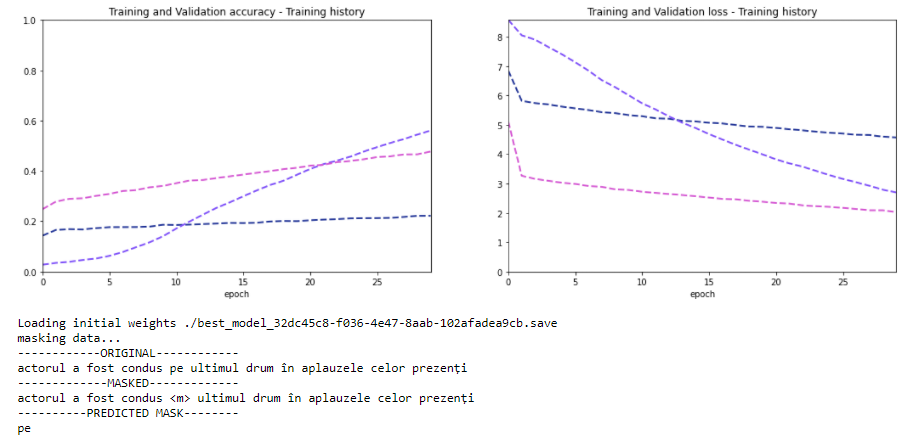 Training and Validation accuracy - Training history
1.0
0.8
0.6
0.4
0.2
0.0
0 5 10 15 20 25
epoch
Training and Validation loss - Training history
8
7
6
5
4
3
2
1
0
0 5 10 15 20 25
epoch
Loading initial weights ./best_model_32dc45c8-f036-4e47-8aab-102afadea9cb.save
masking data...
------------ORIGINAL------------
actorul a fost condus pe ultimul drum în aplauzele celor prezenți
-------------MASKED-------------
actorul a fost condus <m> ultimul drum în aplauzele celor prezenți
----------PREDICTED MASK--------
pe